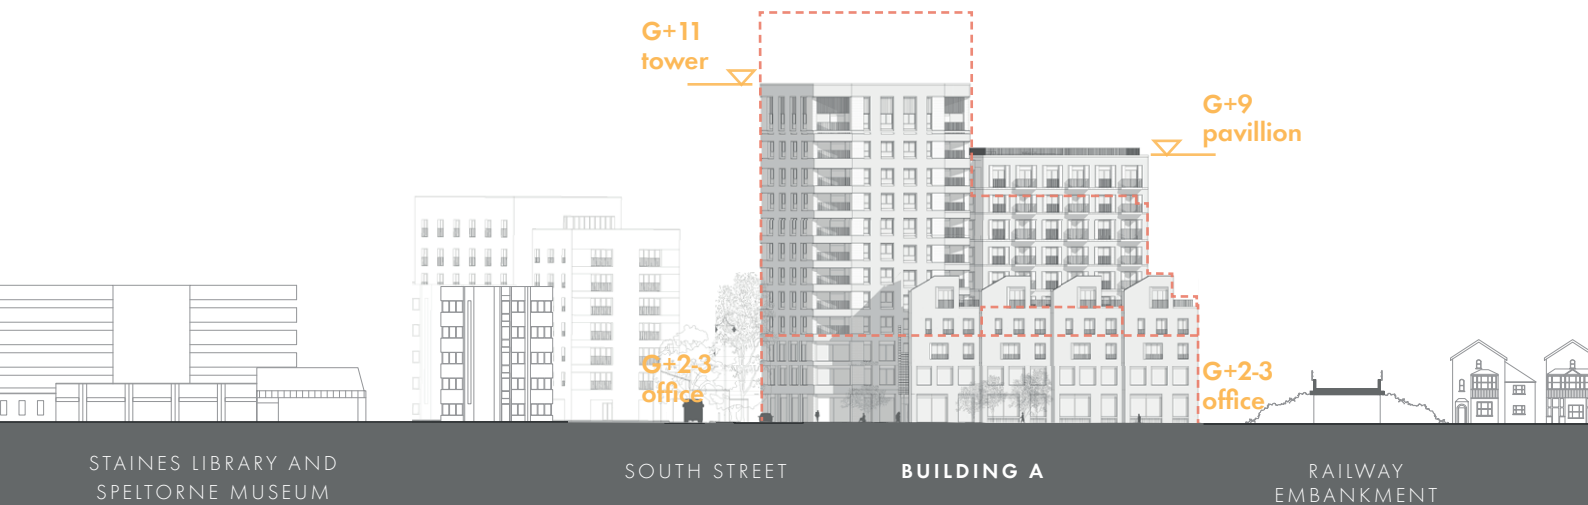 G+11
tower
G+9
pavillion
G+2-3
office
G+2-3
office
STAINES LIBRARY AND
SPELTORNE MUSEUM
SOUTH STREET
BUILDING A
RAILWAY
EMBANKMENT